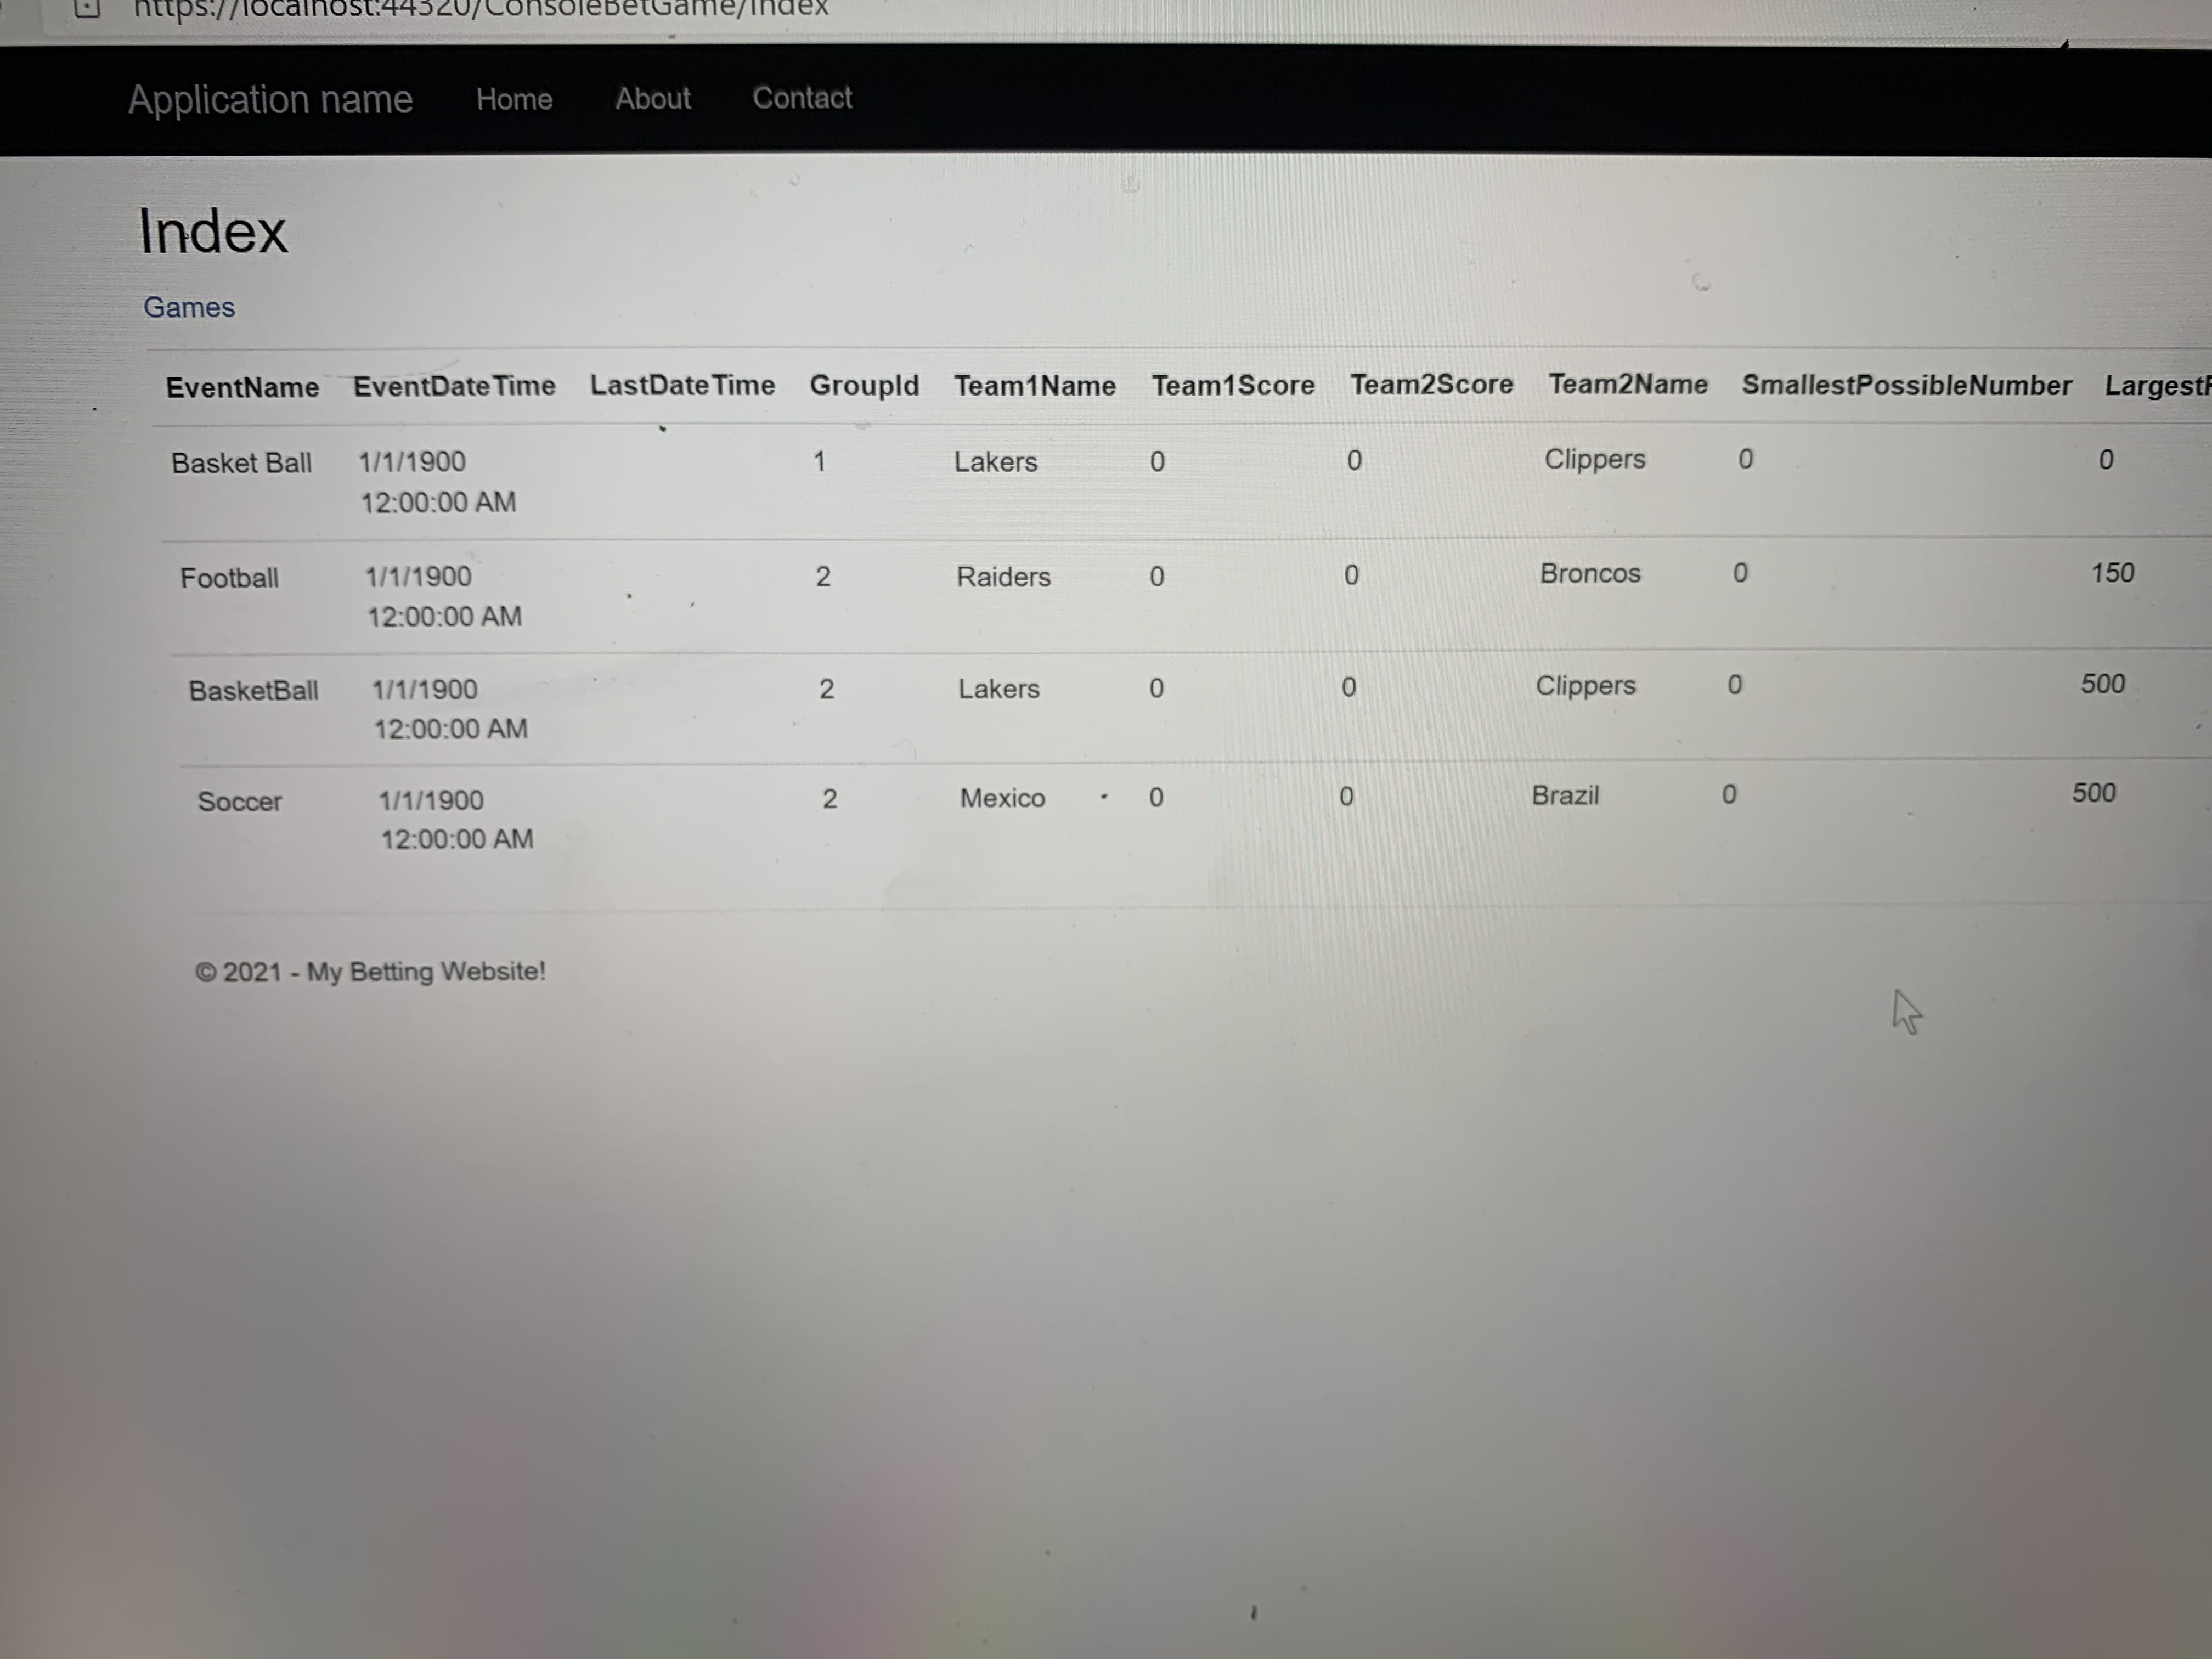 https://localhost:44320/ConsoleBetGame/Index
Application name Home About Contact
Index
Games
EventName EventDateTime LastDateTime GroupId Team1Name Team1Score Team2Score Team2Name SmallestPossibleNumber
Basket Ball 1/1/1900 1 Lakers 0 0 Clippers 0 0
12:00:00 AM
Football 1/1/1900 2 Raiders 0 0 Broncos 0 150
12:00:00 AM
BasketBall 1/1/1900 2 Lakers 0 0 Clippers 0 500
12:00:00 AM
Soccer 1/1/1900 2 Mexico 0 0 Brazil 0 500
12:00:00 AM
© 2021 - My Betting Website!